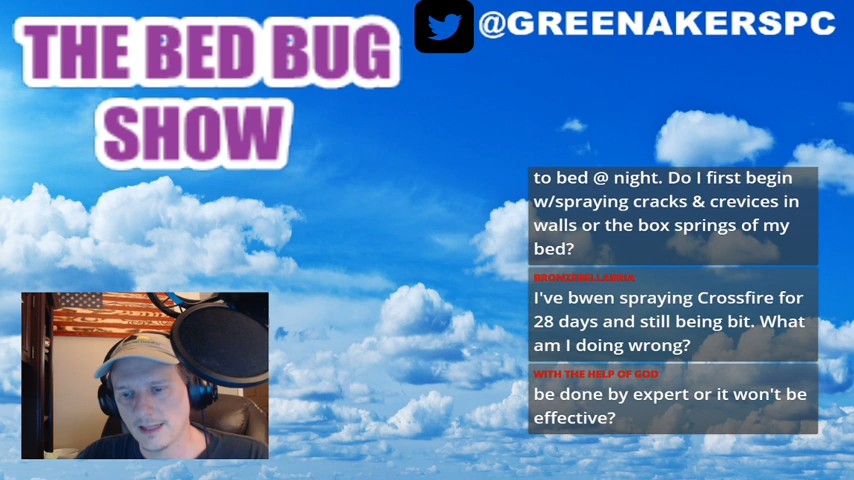 THE BED BUG
SHOW
@GREENAKERSPC
to bed @ night. Do I first begin
w/spraying cracks & crevices in
walls or the box springs of my
bed?
I've bwen spraying Crossfire for
28 days and still being bit. What
am I doing wrong?
WITH THE HELP OF GOD
be done by expert or it won't be
effective?